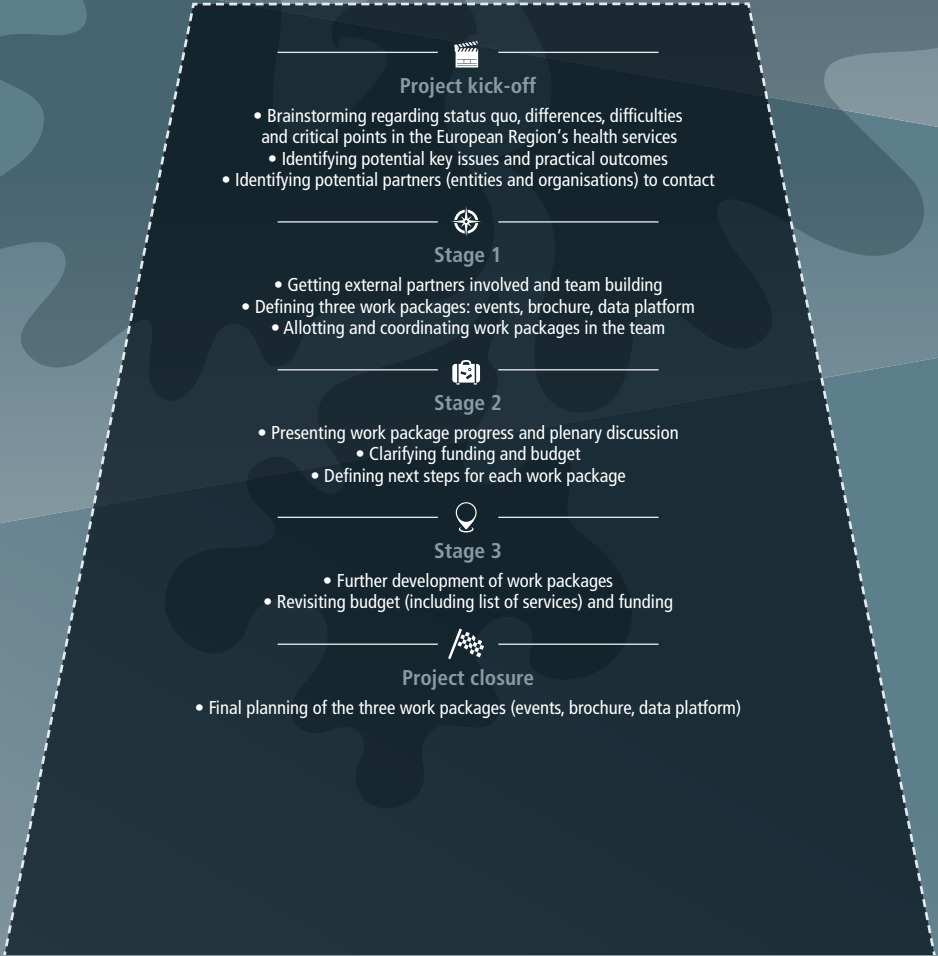 Project kick-off
• Brainstorming regarding status quo, differences, difficulties
and critical points in the European Region’s health services
• Identifying potential key issues and practical outcomes
• Identifying potential partners (entities and organisations) to contact
Stage 1
• Getting external partners involved and team building
• Defining three work packages: events, brochure, data platform
• Allotting and coordinating work packages in the team
Stage 2
• Presenting work package progress and plenary discussion
• Clarifying funding and budget
• Defining next steps for each work package
Stage 3
• Further development of work packages
• Revisiting budget (including list of services) and funding
Project closure
• Final planning of the three work packages (events, brochure, data platform)